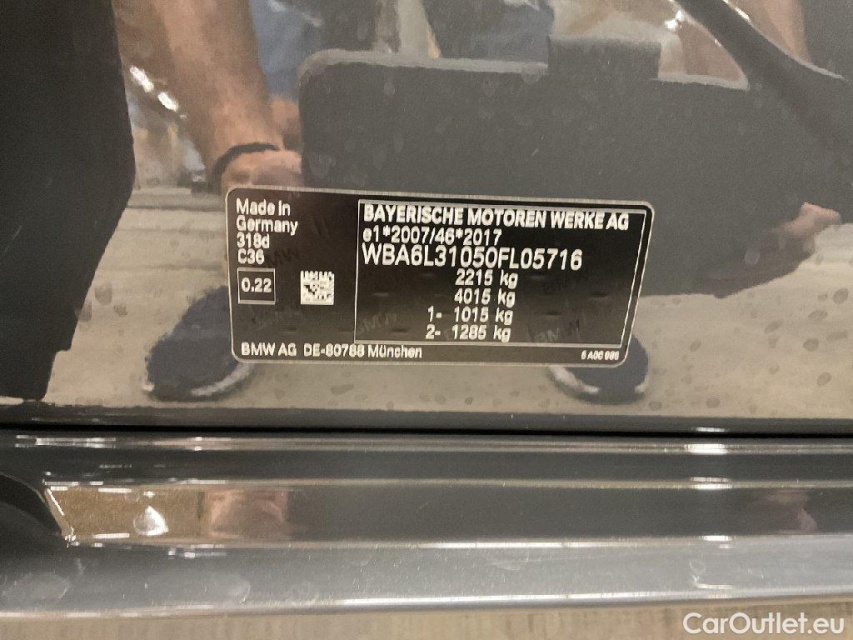 Made in
Germany
318d
C36
0.22
BAYERISCHE MOTOREN WERKE AG
e1*2007/46*2017
WBA6L31050FL05716
2215 kg
4015 kg
1- 1015 kg
2- 1285 kg
BMW AG DE-80788 München
CarOutlet.eu